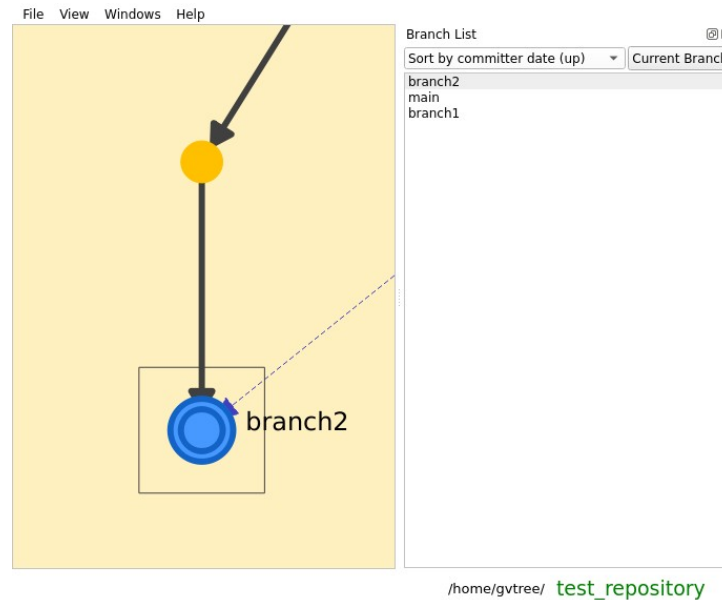 File View Windows Help
Branch List
Sort by committer date (up) Current Branch
branch2
main
branch1
branch2
/home/gvtree/ test_repository